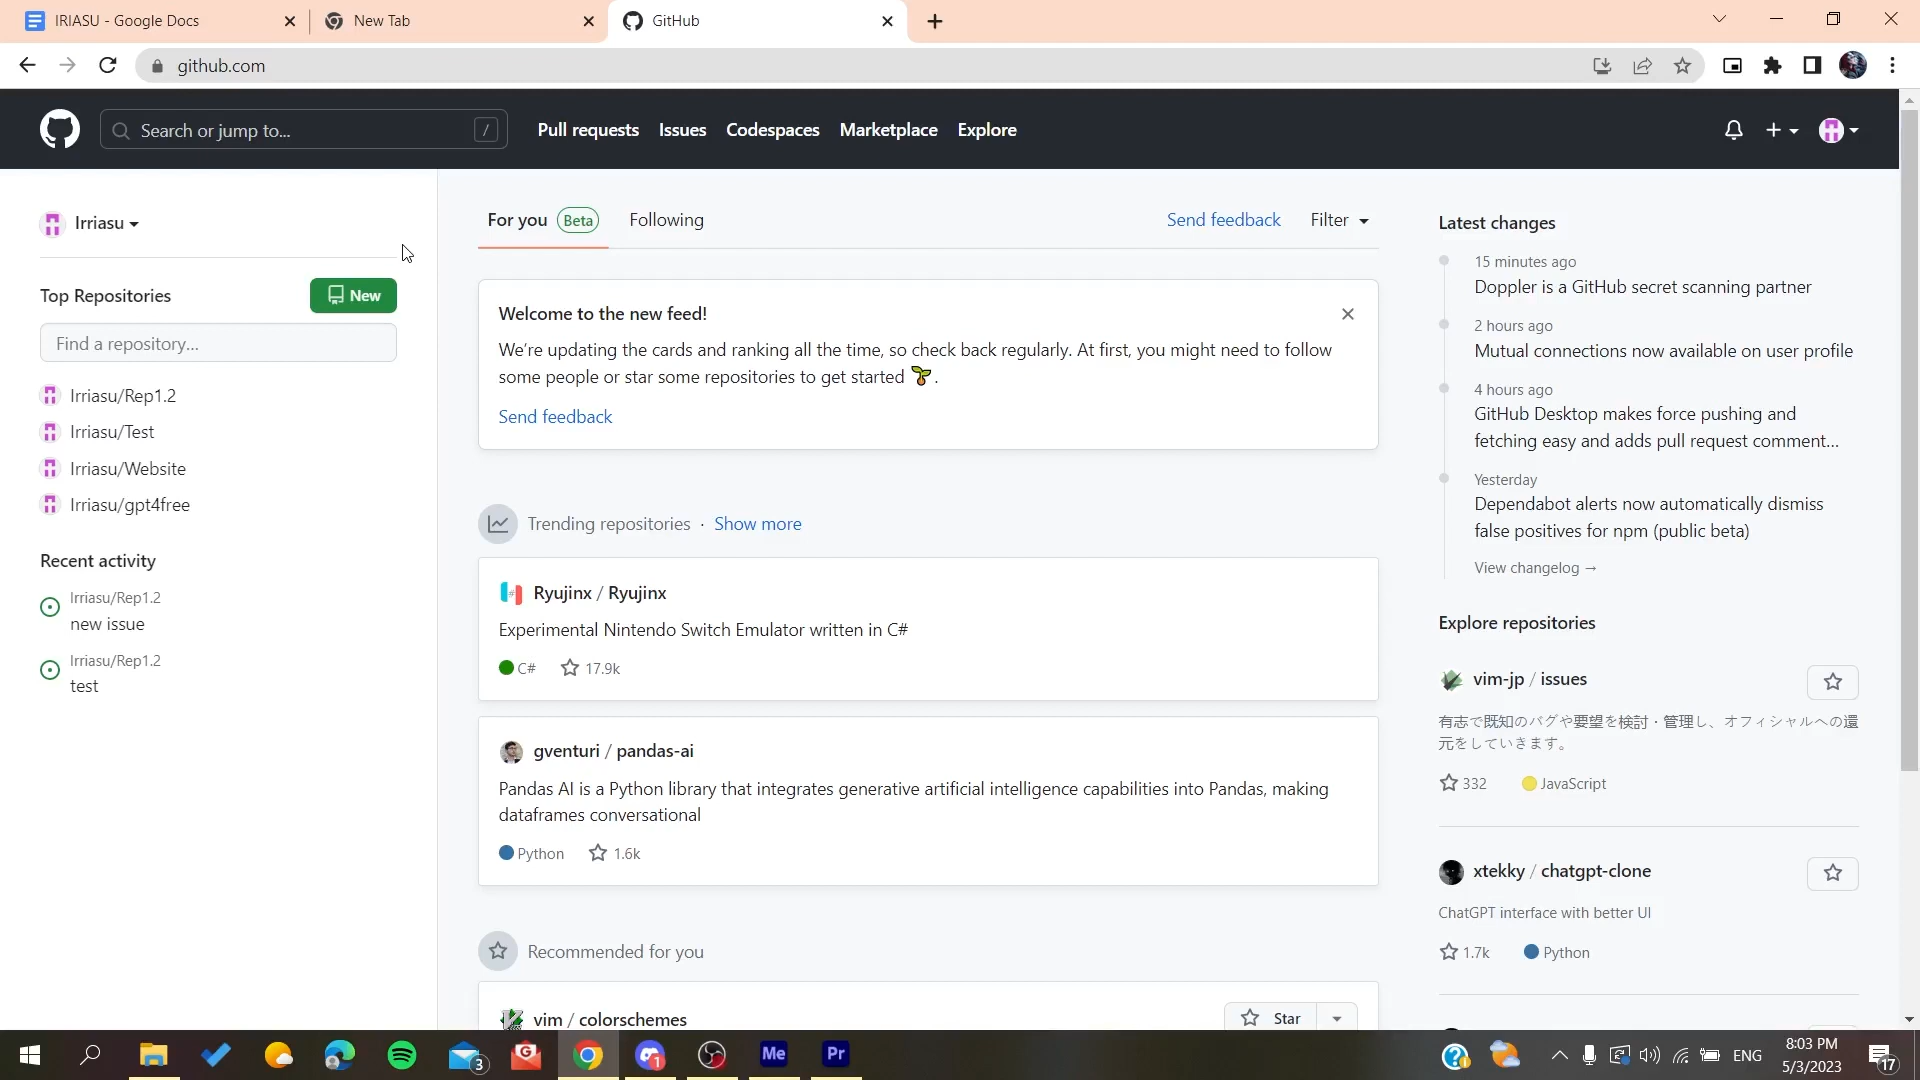 IRIASU - Google Docs
New Tab
GitHub
github.com
Search or jump to...
/
Pull requests
Issues
Codespaces
Marketplace
Explore
Irriasu
Top Repositories
New
Find a repository...
Irriasu/Rep1.2
Irriasu/Test
Irriasu/Website
Irriasu/gpt4free
Recent activity
Irriasu/Rep1.2
new issue
Irriasu/Rep1.2
test
For you Beta
Following
Send feedback
Filter
Welcome to the new feed!
We're updating the cards and ranking all the time, so check back regularly. At first, you might need to follow
some people or star some repositories to get started .
Send feedback
Trending repositories · Show more
Ryujinx / Ryujinx
Experimental Nintendo Switch Emulator written in C#
C# 17.9k
gventuri / pandas-ai
Pandas AI is a Python library that integrates generative artificial intelligence capabilities into Pandas, making
dataframes conversational
Python 1.6k
Recommended for you
vim / colorschemes
Star
Latest changes
15 minutes ago
Doppler is a GitHub secret scanning partner
2 hours ago
Mutual connections now available on user profile
4 hours ago
GitHub Desktop makes force pushing and
fetching easy and adds pull request comment...
Yesterday
Dependabot alerts now automatically dismiss
false positives for npm (public beta)
View changelog →
Explore repositories
vim-jp / issues
有志で既知のバグや要望を検討・管理し、オフィシャルへの還
元をしていきます。
332 JavaScript
xtekky / chatgpt-clone
ChatGPT interface with better UI
1.7k Python
3
G
1
Me
Pr
ENG
8:03 PM
5/3/2023
17